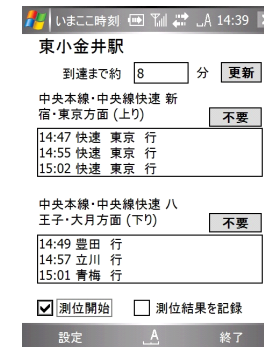 いまここ時刻 ..A 14:39
東小金井駅
到達まで約 8 分 更新
中央本線・中央線快速 新
宿・東京方面 (上り) 不要
14:47 快速 東京 行
14:55 快速 東京 行
15:02 快速 東京 行
中央本線・中央線快速 八
王子・大月方面 (下り) 不要
14:49 豊田 行
14:57 立川 行
15:01 青梅 行
測位開始 測位結果を記録
設定 A 終了